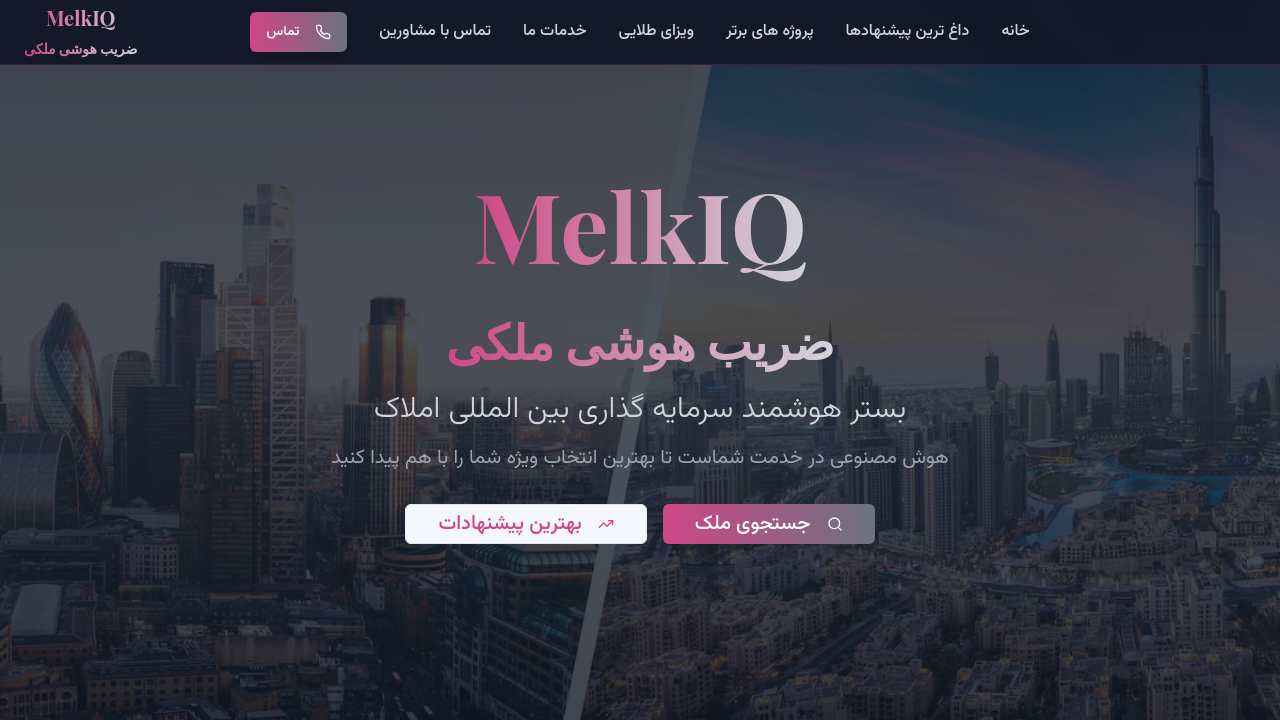 MelkIQ
ضریب هوشی ملکی
خانه
داغ ترین پیشنهادها
پروژه های برتر
ویزای طلایی
خدمات ما
تماس با مشاورین
تماس
MelkIQ
ضریب هوشی ملکی
بستر هوشمند سرمایه گذاری بین المللی املاک
هوش مصنوعی در خدمت شماست تا بهترین انتخاب ویژه شما را با هم پیدا کنید
جستجوی ملک
بهترین پیشنهادات